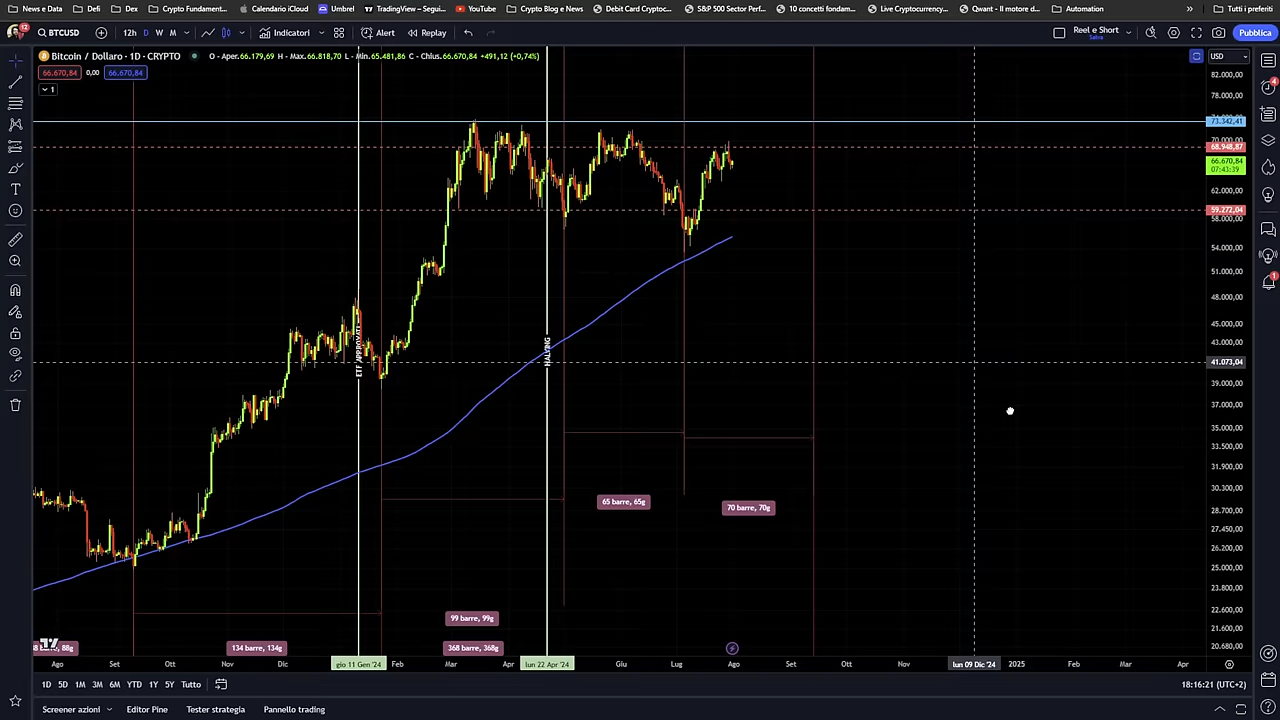 News e Data Defi Dex Crypto Fundament... Calendario iCloud Umbrel TradingView – Segui... YouTube Crypto Blog e News Debit Card Cryptoc... S&P 500 Sector Perf... 10 concetti fondam... Live Cryptocurrency... Qwant - Il motore d... Automation » Tutti i preferiti
BTCUSD 12h D W M Indicatori Alert Replay Reel e Short Salva Pubblica
Bitcoin / Dollaro · 1D · CRYPTO O - Aper.66.179,69 H - Max.66.818,70 L - Min.65.481,86 C - Chius.66.670,84 +491,12 (+0,74%) USD
66.670,84 0,00 66.670,84
1
82.000,00
78.000,00
73.342,41
70.000,00
68.948,87
66.670,84
07:43:39
62.000,00
59.272,04
58.000,00
54.000,00
51.000,00
48.000,00
45.000,00
43.000,00
41.073,04
39.000,00
37.000,00
35.000,00
33.500,00
31.900,00
30.300,00
28.700,00
27.450,00
26.200,00
25.000,00
23.800,00
22.600,00
21.600,00
20.680,00
HALVING
65 barre, 65g
70 barre, 70g
99 barre, 99g
88g 134 barre, 134g 368 barre, 368g
Ago Set Ott Nov Dic gio 11 Gen '24 Feb Mar Apr lun 22 Apr '24 Giu Lug Ago Set Ott Nov lun 09 Dic '24 2025 Feb Mar Apr
1D 5D 1M 3M 6M YTD 1Y 5Y Tutto 18:16:21 (UTC+2)
Screener azioni Editor Pine Tester strategia Pannello trading